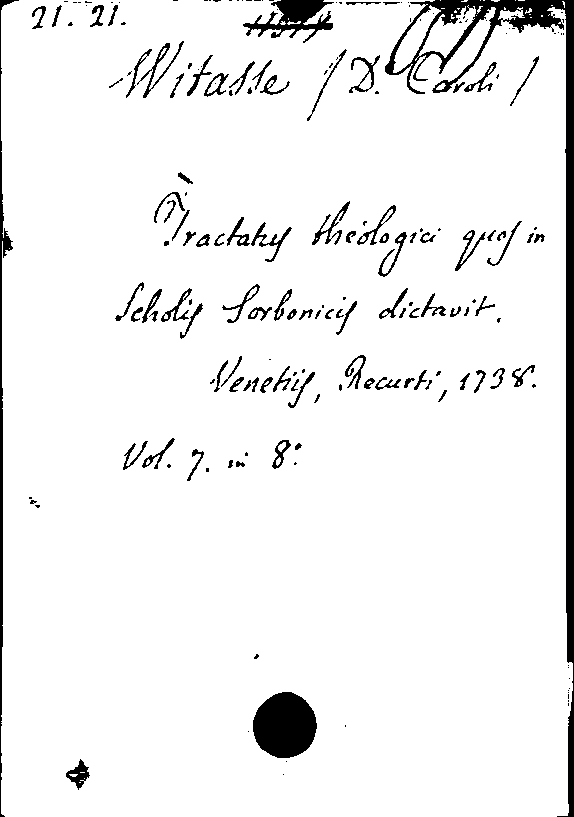 21. 21.
Witasse / D. Caroli /
Tractatus theologici quos in
Scholis Sorbonicis dictavit.
Venetiis, Recurti, 1738.
Vol. 7. in 8°.